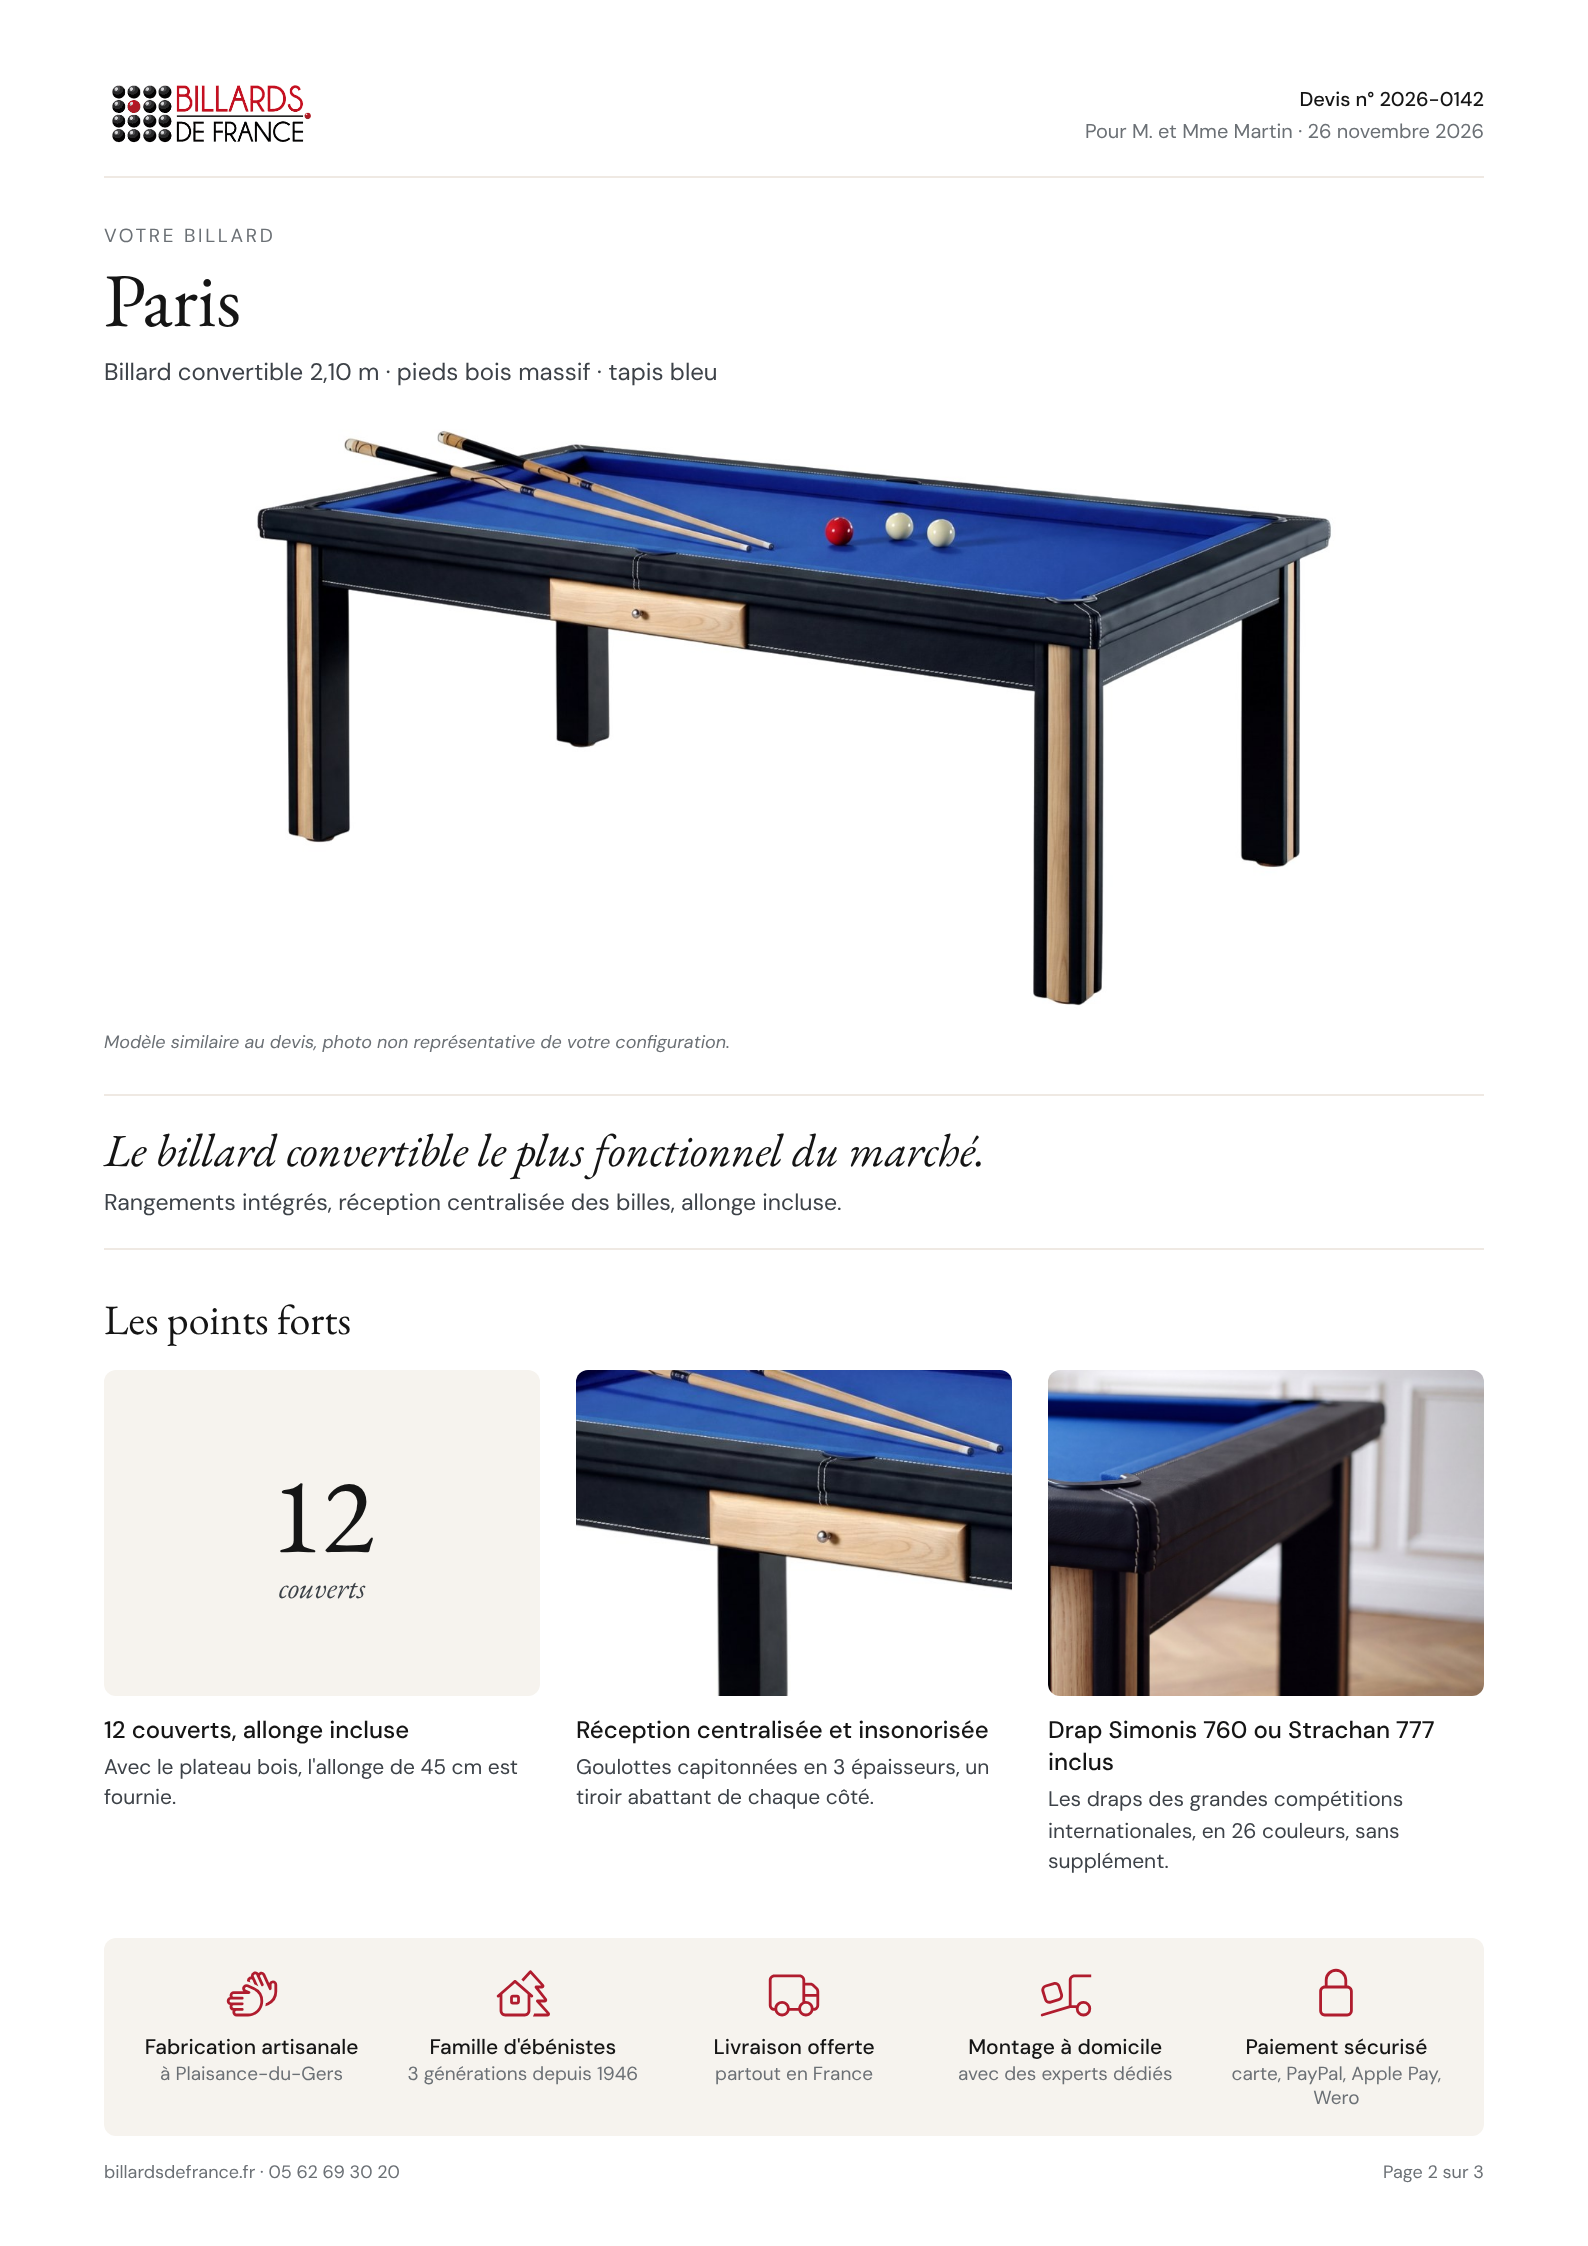 BILLARDS
DE FRANCE
Devis n° 2026-0142
Pour M. et Mme Martin · 26 novembre 2026
VOTRE BILLARD
Paris
Billard convertible 2,10 m · pieds bois massif · tapis bleu
Modèle similaire au devis, photo non représentative de votre configuration.
Le billard convertible le plus fonctionnel du marché.
Rangements intégrés, réception centralisée des billes, allonge incluse.
Les points forts
12
couverts
12 couverts, allonge incluse
Avec le plateau bois, l'allonge de 45 cm est
fournie.
Réception centralisée et insonorisée
Goulottes capitonnées en 3 épaisseurs, un
tiroir abattant de chaque côté.
Drap Simonis 760 ou Strachan 777
inclus
Les draps des grandes compétitions
internationales, en 26 couleurs, sans
supplément.
Fabrication artisanale
à Plaisance-du-Gers
Famille d'ébénistes
3 générations depuis 1946
Livraison offerte
partout en France
Montage à domicile
avec des experts dédiés
Paiement sécurisé
carte, PayPal, Apple Pay,
Wero
billardsdefrance.fr · 05 62 69 30 20
Page 2 sur 3